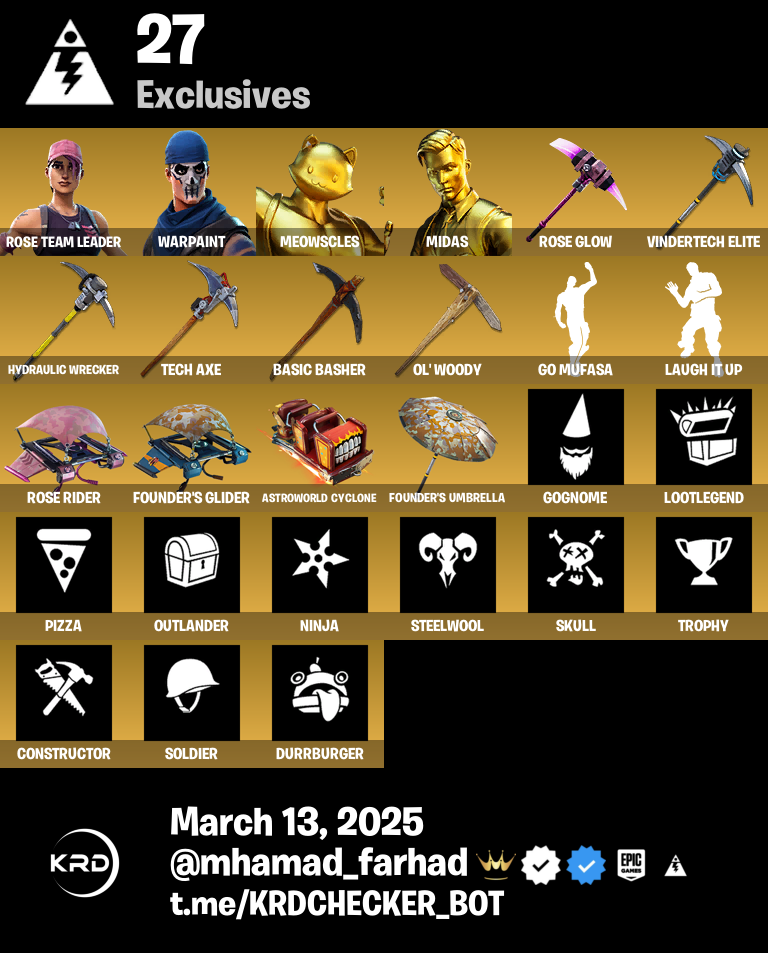 27
Exclusives
ROSE TEAM LEADER
WARPAINT
MEOWSCLES
MIDAS
ROSE GLOW
VINDERTECH ELITE
HYDRAULIC WRECKER
TECH AXE
BASIC BASHER
OL' WOODY
GO MUFASA
LAUGH IT UP
ROSE RIDER
FOUNDER'S GLIDER
ASTROWORLD CYCLONE
FOUNDER'S UMBRELLA
GOGNOME
LOOTLEGEND
PIZZA
OUTLANDER
NINJA
STEELWOOL
SKULL
TROPHY
CONSTRUCTOR
SOLDIER
DURRBURGER
KRD
March 13, 2025
@mhamad_farhad
EPIC
GAMES
t.me/KRDCHECKER_BOT